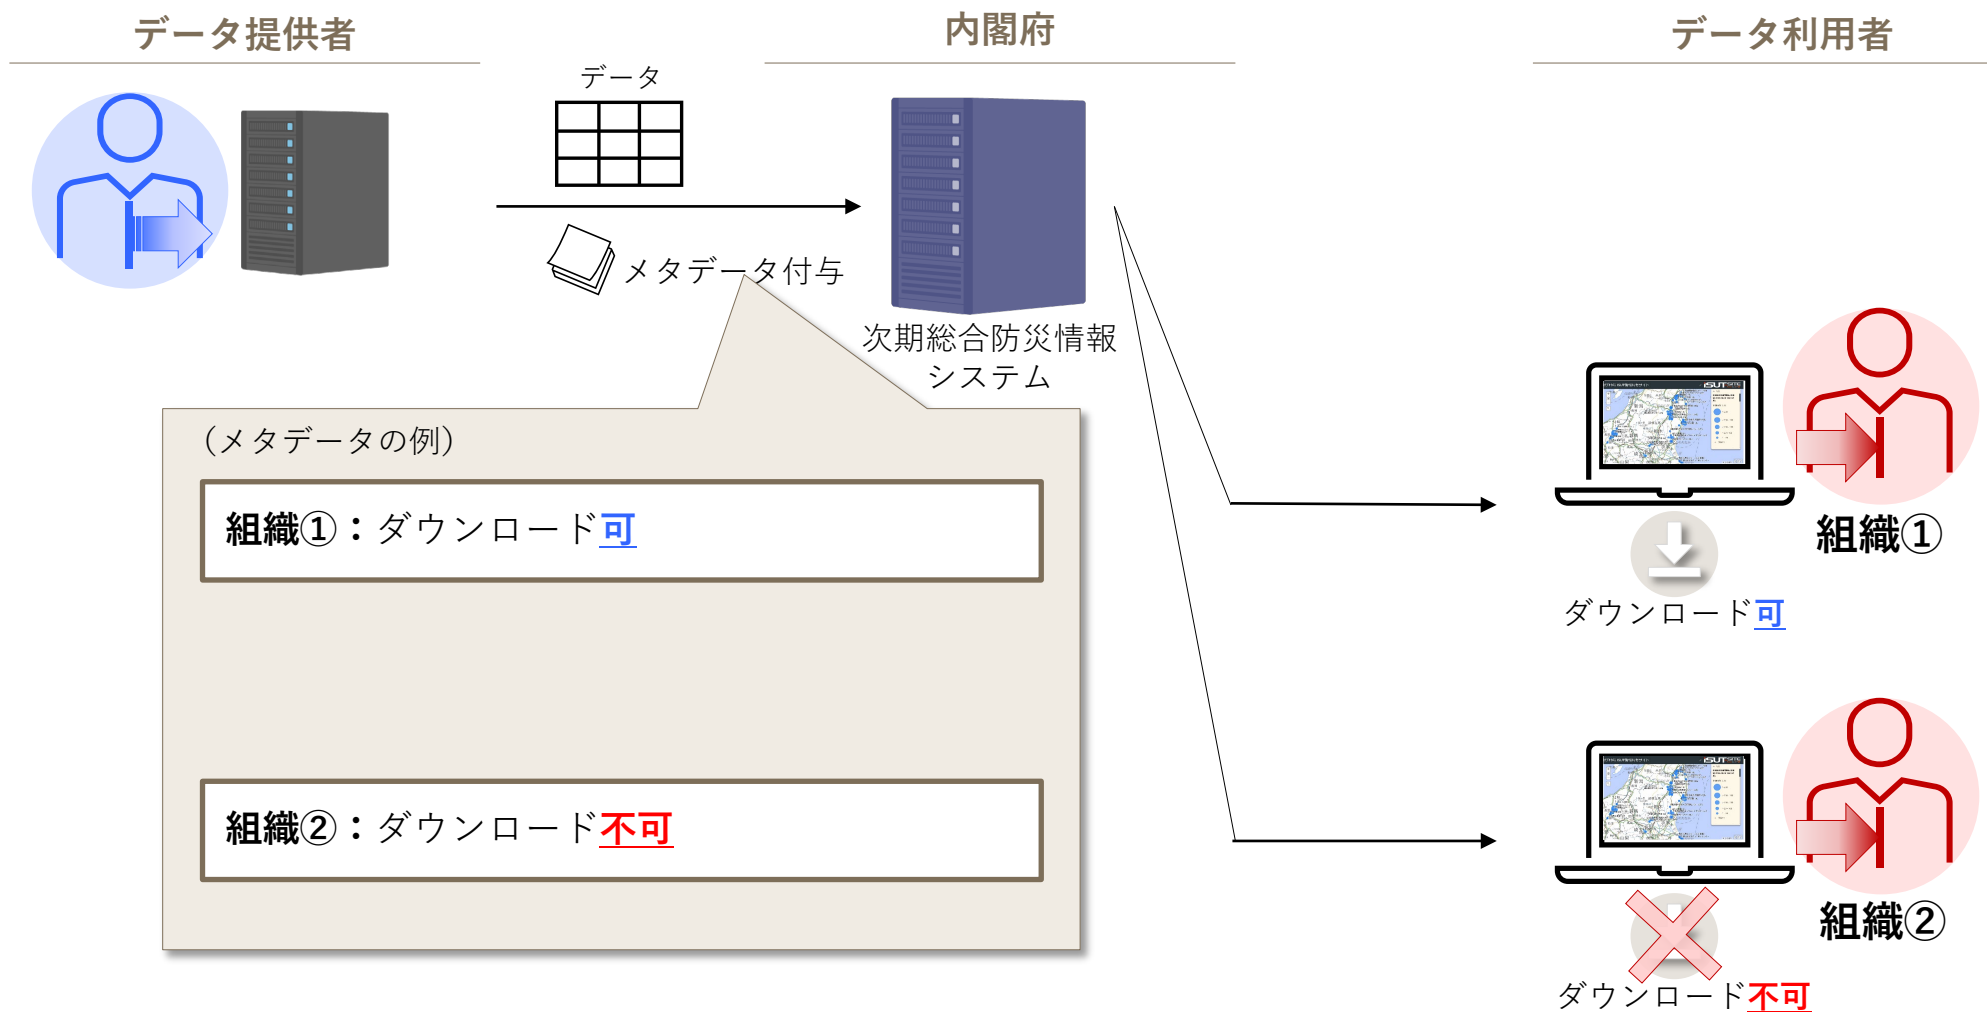 データ提供者
内閣府
データ利用者
データ
メタデータ付与
次期総合防災情報
システム
（メタデータの例）
組織①：ダウンロード可
組織②：ダウンロード不可
iSUT
組織①
ダウンロード可
iSUT
組織②
ダウンロード不可